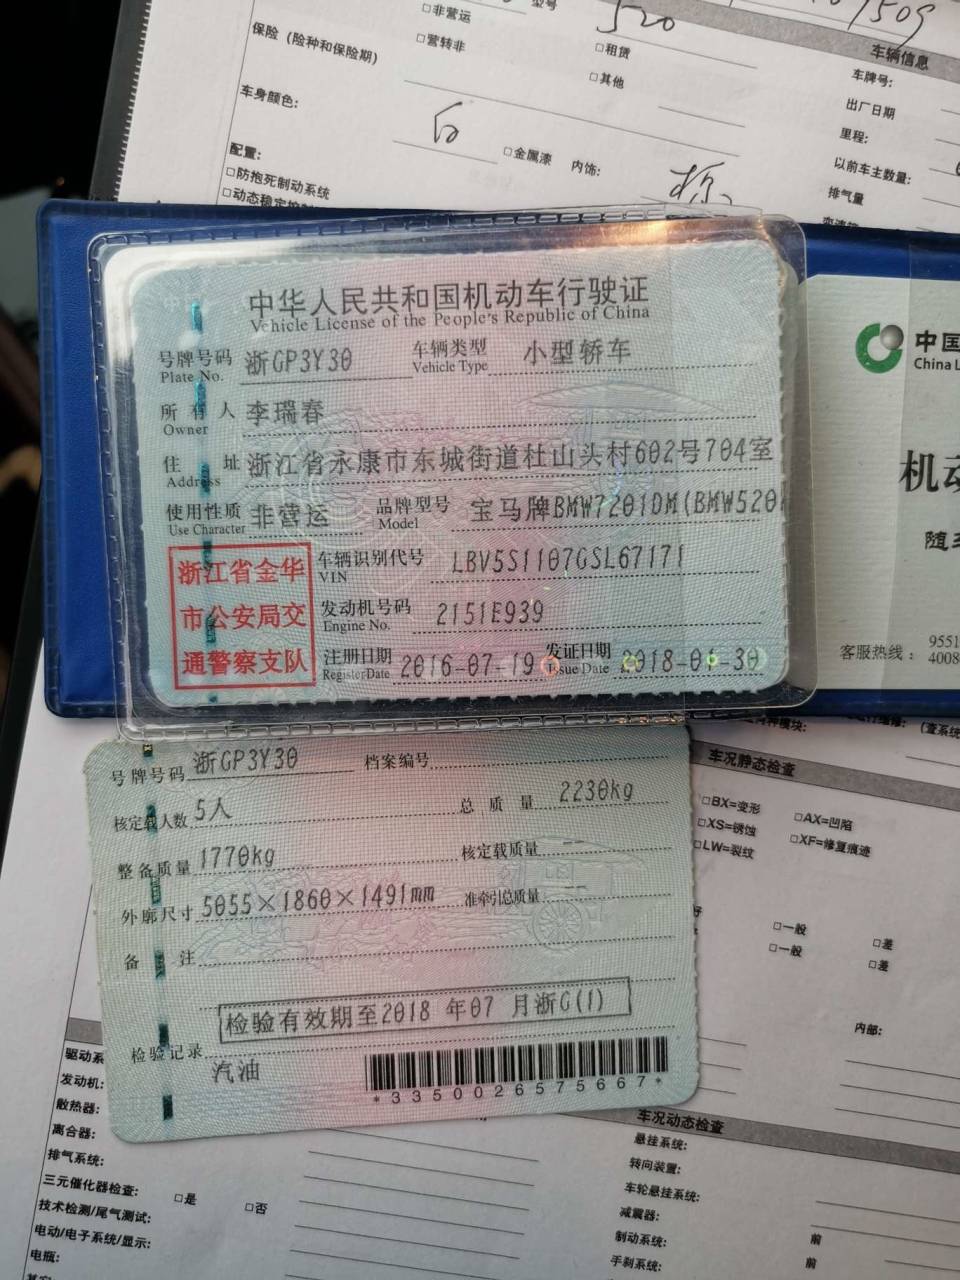 □非营运
型号
520
1509
保险（险种和保险期）
□营转非
□租赁
车辆信息
□其他
车牌号:
车身颜色:
白
出厂日期
□金属漆
内饰:
棕
里程:
配置:
以前车主数量:
□防抱死制动系统
排气量
□动态稳定控制
中华人民共和国机动车行驶证
Vehicle License of the People's Republic of China
号牌号码 浙GP3Y30 车辆类型 小型轿车
Plate No. Vehicle Type
所有人 李瑞春
Owner
住址 浙江省永康市东城街道杜山头村602号704室
Address
使用性质 非营运 品牌型号 宝马牌BMW7201DM(BMW520
Use Character Model
浙江省金华
市公安局交
通警察支队
车辆识别代号 LBV5S1107GSL67171
VIN
发动机号码 2151E939
Engine No.
注册日期 2016-07-19 发证日期 2018-01-30
Register Date Issue Date
中国
China L
机动
随车
客服热线：
9551
4008
号牌号码 浙GP3Y30 档案编号
核定载人数 5人 总质量 2230kg
整备质量 1770kg 核定载质量
外廓尺寸 5055×1860×1491mm 准牵引总质量
备注
检验有效期至2018 年07 月浙G(1)
检验记录
汽油
*3350026575667*
(查系统
车况静态检查
□BX=变形
□AX=凹陷
□XS=锈蚀
□XF=修复痕迹
□LW=裂纹
好
□一般
□差
□一般
□差
内部:
驱动系
发动机:
散热器:
离合器:
排气系统:
三元催化器检查:
□是
□否
技术检测/尾气测试:
电动/电子系统/显示:
电瓶:
车况动态检查
悬挂系统:
转向装置:
车轮悬挂系统:
减震器:
制动系统:
前
手刹系统:
前